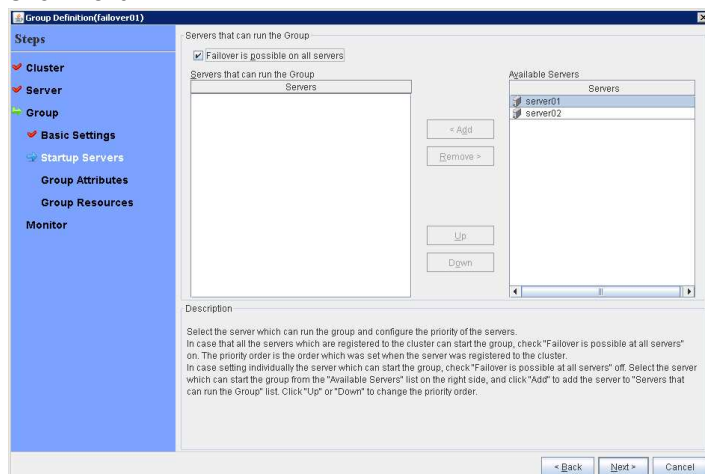 Group Definition(failover01)
Steps
Cluster
Server
Group
Basic Settings
Startup Servers
Group Attributes
Group Resources
Monitor
Servers that can run the Group
Failover is possible on all servers
Servers that can run the Group
Servers
< Add
Remove >
Up
Down
Available Servers
Servers
server01
server02
Description
Select the server which can run the group and configure the priority of the servers.
In case that all the servers which are registered to the cluster can start the group, check "Failover is possible at all servers"
on. The priority order is the order which was set when the server was registered to the cluster.
In case setting individually the server which can start the group, check "Failover is possible at all servers" off. Select the server
which can start the group from the "Available Servers" list on the right side, and click "Add" to add the server to "Servers that
can run the Group" list. Click "Up" or "Down" to change the priority order.
< Back
Next >
Cancel